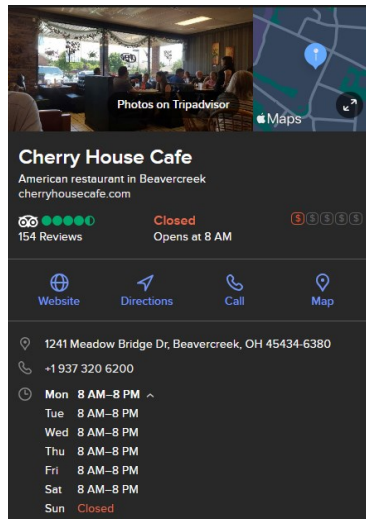 Photos on Tripadvisor
Maps
Cherry House Cafe
American restaurant in Beavercreek
cherryhousecafe.com
Closed
$ $ $ $ $
154 Reviews
Opens at 8 AM
Website Directions Call Map
1241 Meadow Bridge Dr, Beavercreek, OH 45434-6380
+1 937 320 6200
Mon 8 AM–8 PM
Tue 8 AM–8 PM
Wed 8 AM–8 PM
Thu 8 AM–8 PM
Fri 8 AM–8 PM
Sat 8 AM–8 PM
Sun Closed